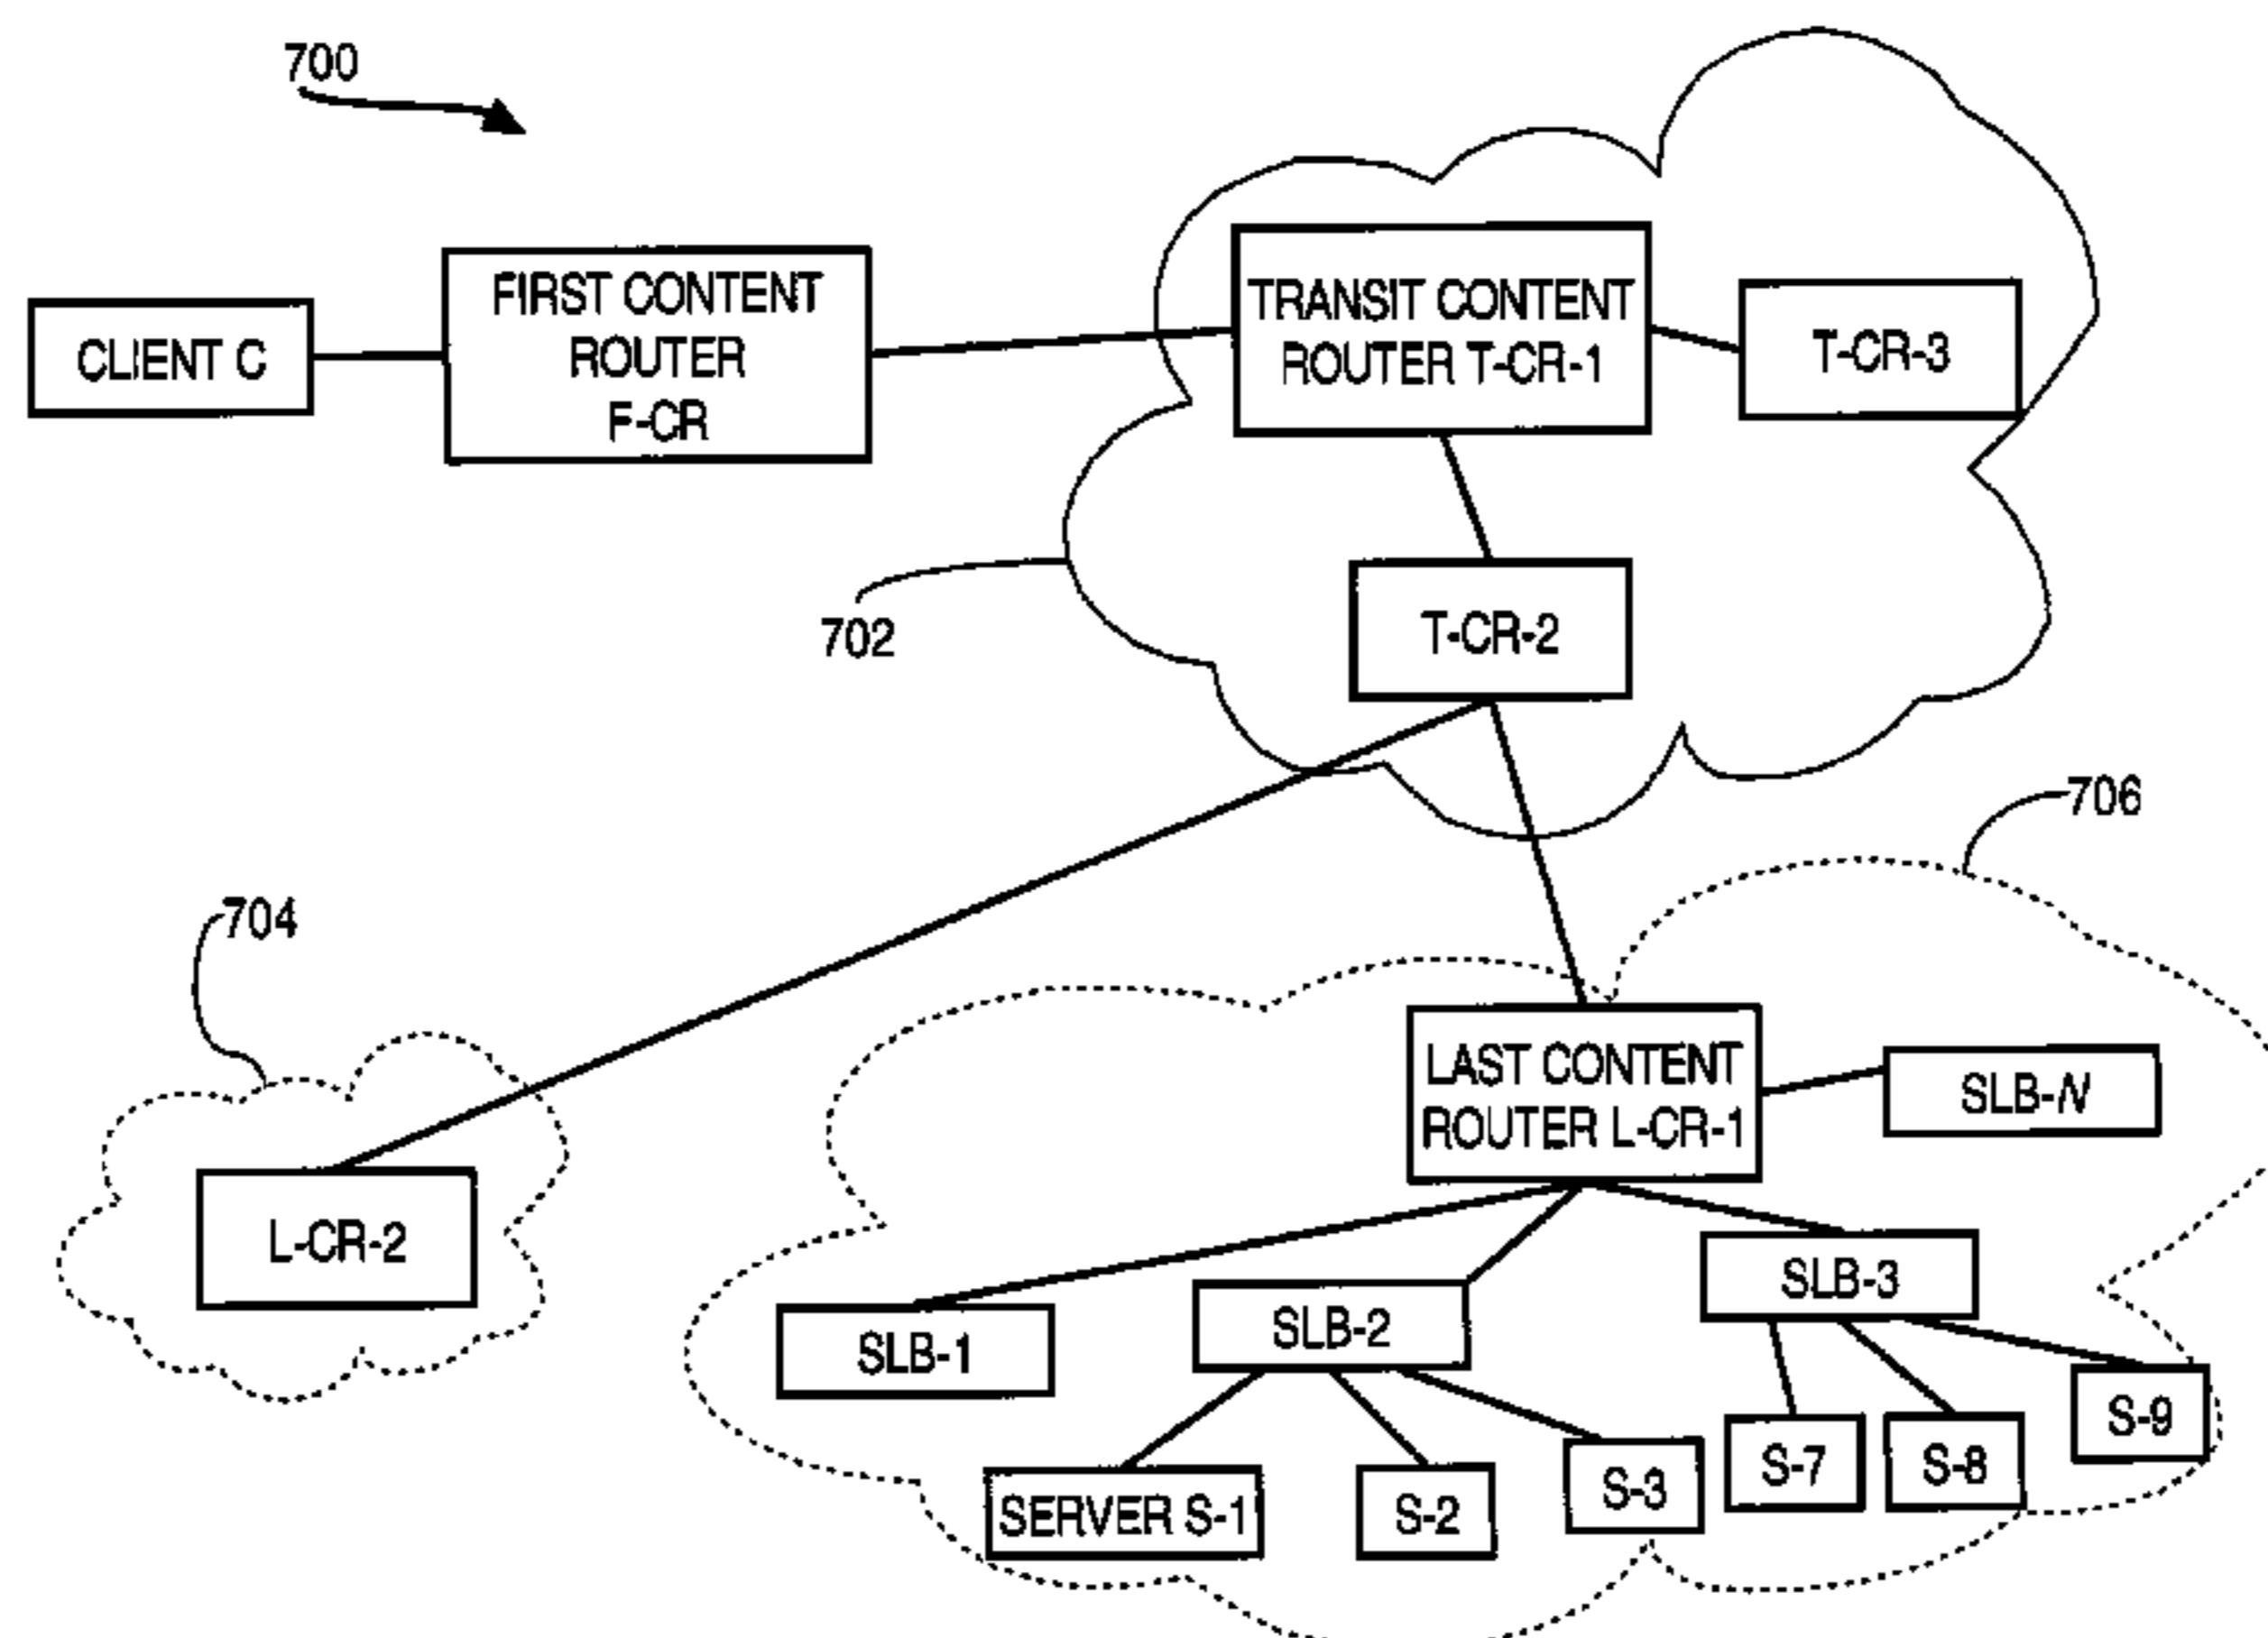 700
CLIENT C
FIRST CONTENT
ROUTER
F-CR
TRANSIT CONTENT
ROUTER T-CR-1
T-CR-3
702
T-CR-2
706
704
LAST CONTENT
ROUTER L-CR-1
SLB-N
L-CR-2
SLB-1
SLB-2
SLB-3
SERVER S-1
S-2
S-3
S-7
S-8
S-9